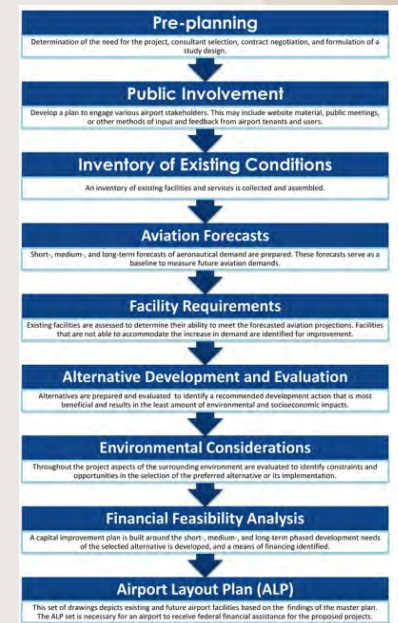 Pre-planning
Determination of the need for the project, consultant selection, contract negotiation, and formulation of a
study design.
Public Involvement
Develop a plan to engage various airport stakeholders. This may include website material, public meetings,
or other methods of input and feedback from airport tenants and users.
Inventory of Existing Conditions
An inventory of existing facilities and services is collected and assembled.
Aviation Forecasts
Short-, medium-, and long-term forecasts of aeronautical demand are prepared. These forecasts serve as a
baseline to measure future aviation demands.
Facility Requirements
Existing facilities are assessed to determine their ability to meet the forecasted aviation projections. Facilities
that are not able to accommodate the increase in demand are identified for improvement.
Alternative Development and Evaluation
Alternatives are prepared and evaluated to identify a recommended development action that is most
beneficial and results in the least amount of environmental and socioeconomic impacts.
Environmental Considerations
Throughout the project aspects of the surrounding environment are evaluated to identify constraints and
opportunities in the selection of the preferred alternative or its implementation.
Financial Feasibility Analysis
A capital improvement plan is built around the short-, medium-, and long-term phased development needs
of the selected alternative is developed, and a means of financing identified.
Airport Layout Plan (ALP)
This set of drawings depicts existing and future airport facilities based on the findings of the master plan.
The ALP set is necessary for an airport to receive federal financial assistance for the proposed projects.